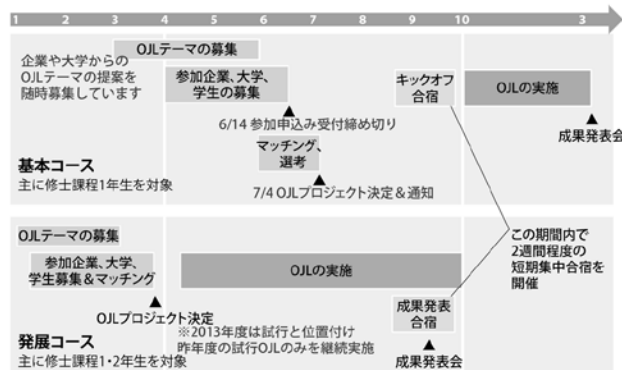 1 2 3 4 5 6 7 8 9 10 3
OJLテーマの募集
企業や大学からの
OJLテーマの提案を
随時募集しています
参加企業、大学、
学生の募集
キックオフ
合宿
OJLの実施
6/14 参加申込み受付締め切り
成果発表会
マッチング、
選考
7/4 OJLプロジェクト決定&通知
基本コース
主に修士課程1年生を対象
この期間内で
2週間程度の
短期集中合宿を
開催
OJLテーマの募集
参加企業、大学、
学生募集&マッチング
OJLの実施
OJLプロジェクト決定
成果発表
合宿
※2013年度は試行と位置付け
昨年度の試行OJLのみを継続実施
成果発表会
発展コース
主に修士課程1・2年生を対象